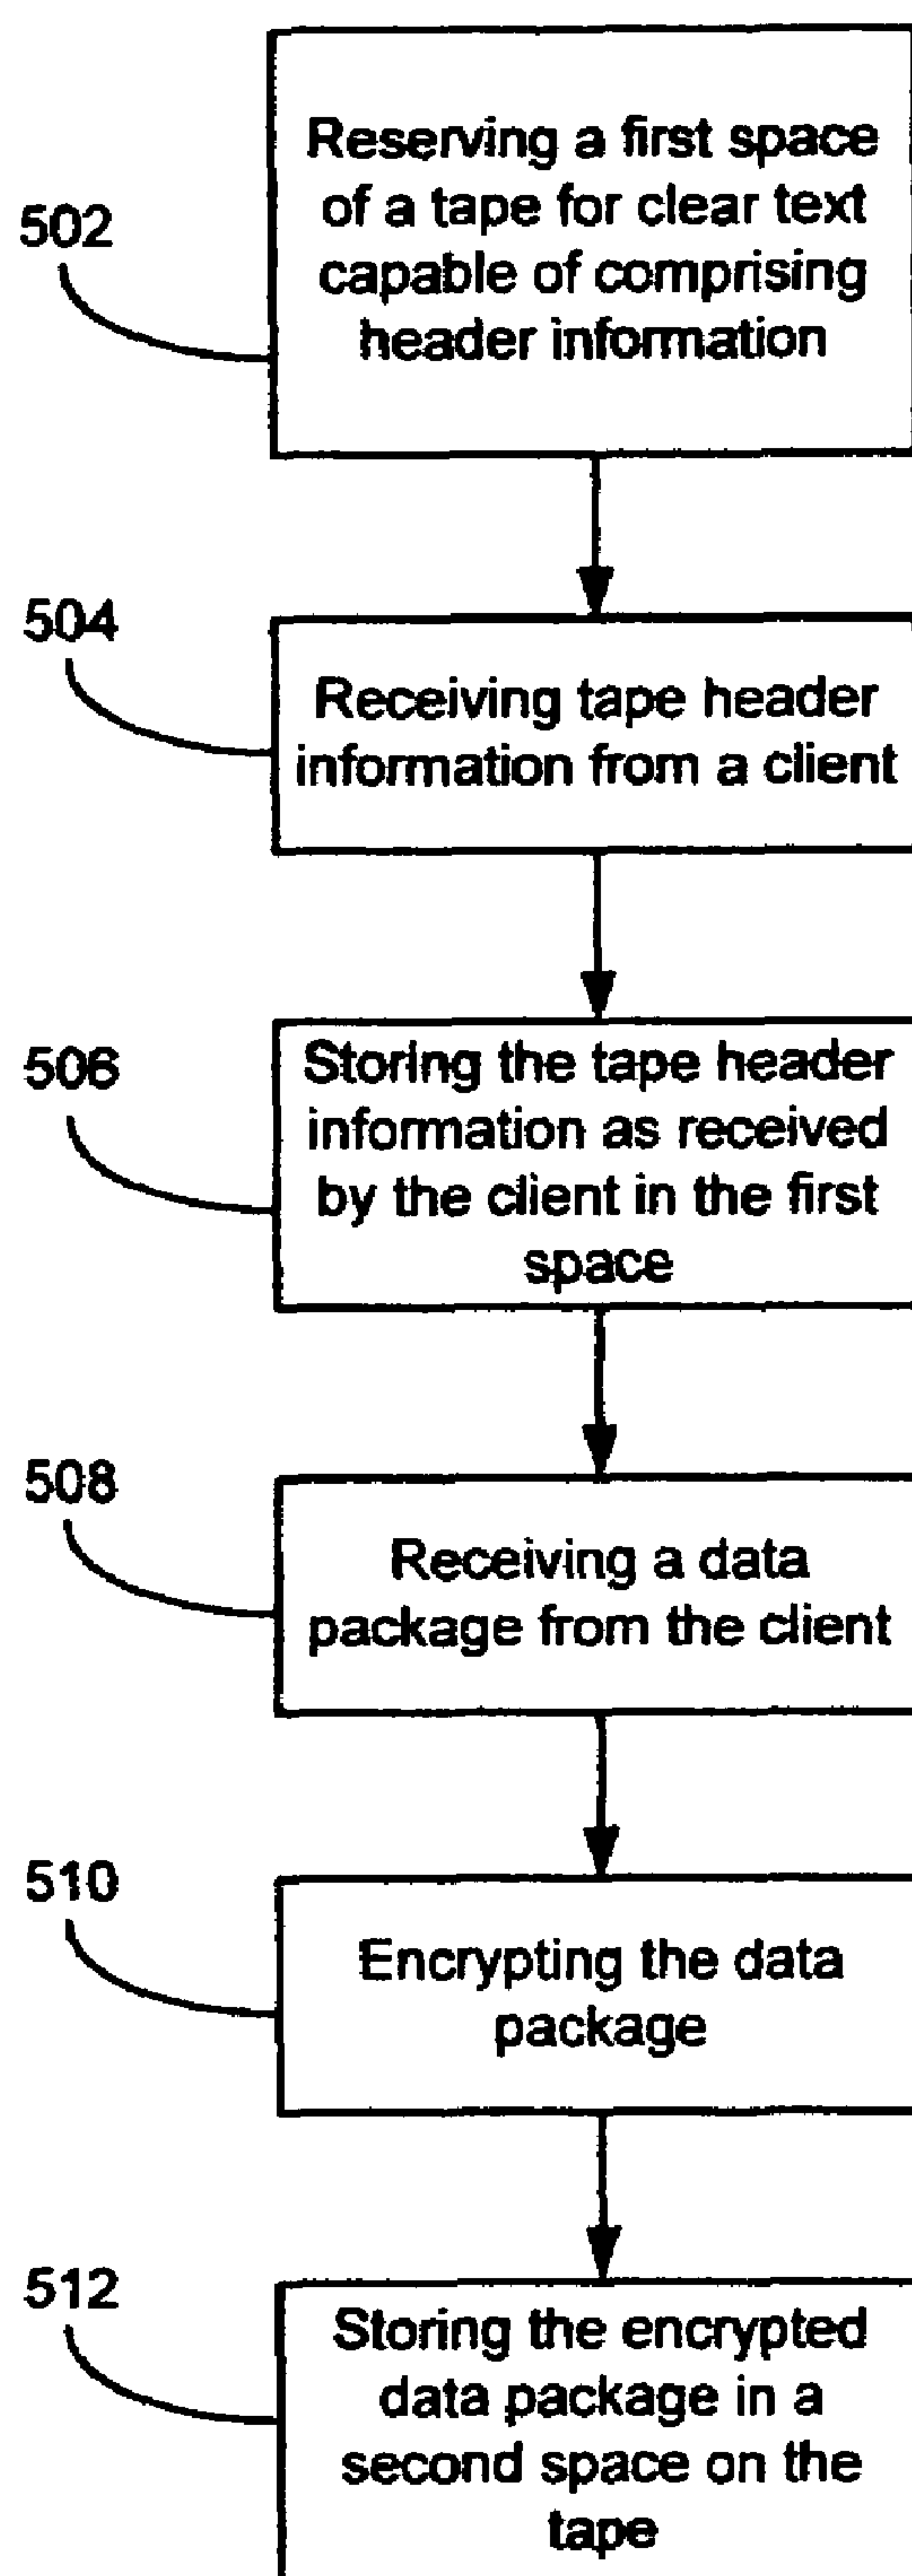 502
Reserving a first space
of a tape for clear text
capable of comprising
header information
504
Receiving tape header
information from a client
506
Storing the tape header
information as received
by the client in the first
space
508
Receiving a data
package from the client
510
Encrypting the data
package
512
Storing the encrypted
data package in a
second space on the
tape